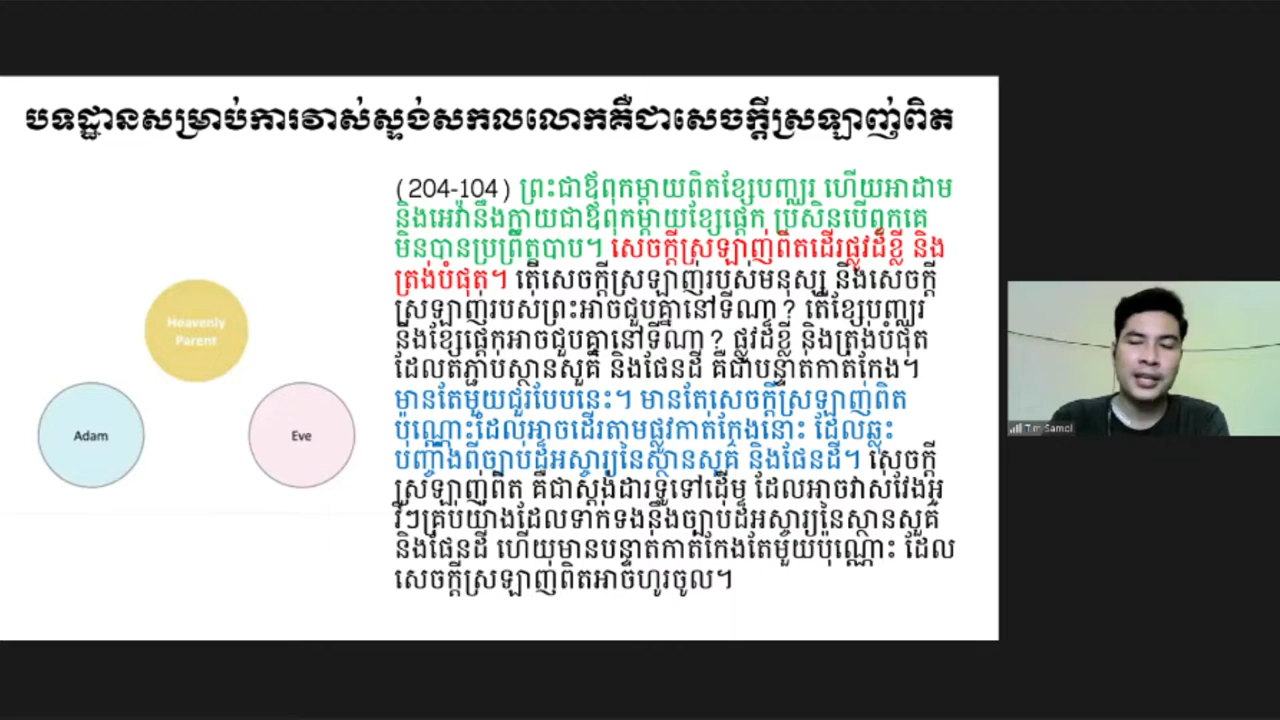 បទដ្ឋានសម្រាប់ការវាស់ស្ទង់សកលលោកគឺជាសេចក្ដីស្រឡាញ់ពិត
(204-104) ព្រះជាឪពុកម្ដាយពិតខ្សែបញ្ឈរ ហើយអាដាម
និងអេវ៉ានឹងក្លាយជាឪពុកម្ដាយខ្សែផ្ដេក ប្រសិនបើពួកគេ
មិនបានប្រព្រឹត្តបាប។ សេចក្ដីស្រឡាញ់ពិតដើរផ្លូវដ៏ខ្លី និង
ត្រង់បំផុត។ តើសេចក្ដីស្រឡាញ់របស់មនុស្ស និងសេចក្ដី
ស្រឡាញ់របស់ព្រះអាចជួបគ្នានៅទីណា? តើខ្សែបញ្ឈរ
និងខ្សែផ្ដេកអាចជួបគ្នានៅទីណា? ផ្លូវដ៏ខ្លី និងត្រង់បំផុត
ដែលតភ្ជាប់ស្ថានសួគ៌ និងផែនដី គឺជាបន្ទាត់កាត់កែង។
មានតែមួយជួរបែបនេះ។ មានតែសេចក្ដីស្រឡាញ់ពិត
ប៉ុណ្ណោះដែលអាចដើរតាមផ្លូវកាត់កែងនោះ ដែលឆ្លុះ
បញ្ចាំងពីច្បាប់ដ៏អស្ចារ្យនៃស្ថានសួគ៌ និងផែនដី។ សេចក្ដី
ស្រឡាញ់ពិត គឺជាស្តង់ដារទូទៅដើម ដែលអាចវាស់វែងអ្វ
វីៗគ្រប់យ៉ាងដែលទាក់ទងនឹងច្បាប់ដ៏អស្ចារ្យនៃស្ថានសួគ៌
និងផែនដី ហើយមានបន្ទាត់កាត់កែងតែមួយប៉ុណ្ណោះ ដែល
សេចក្ដីស្រឡាញ់ពិតអាចហូរចូល។
Heavenly
Parent
Adam
Eve
Tim Samol